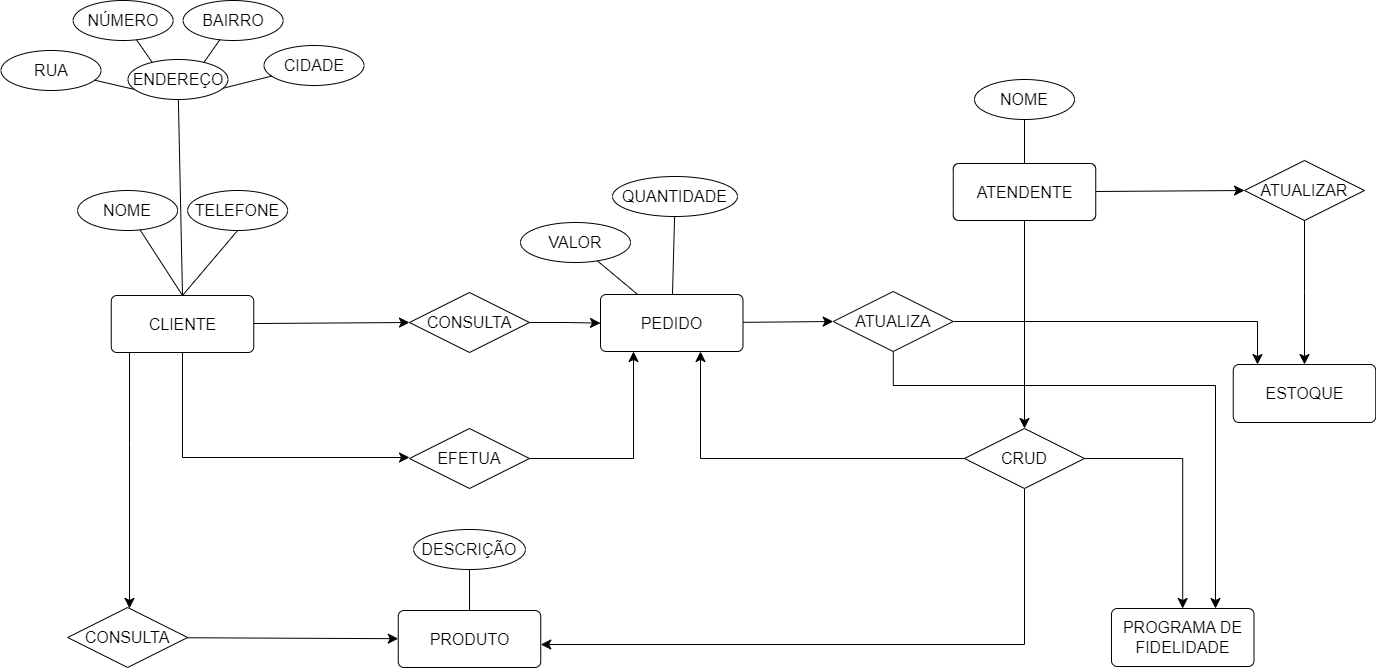 NÚMERO
BAIRRO
RUA
ENDEREÇO
CIDADE
NOME
ATENDENTE
ATUALIZAR
NOME
TELEFONE
QUANTIDADE
VALOR
CLIENTE
CONSULTA
PEDIDO
ATUALIZA
ESTOQUE
EFETUA
CRUD
DESCRIÇÃO
CONSULTA
PRODUTO
PROGRAMA DE
FIDELIDADE